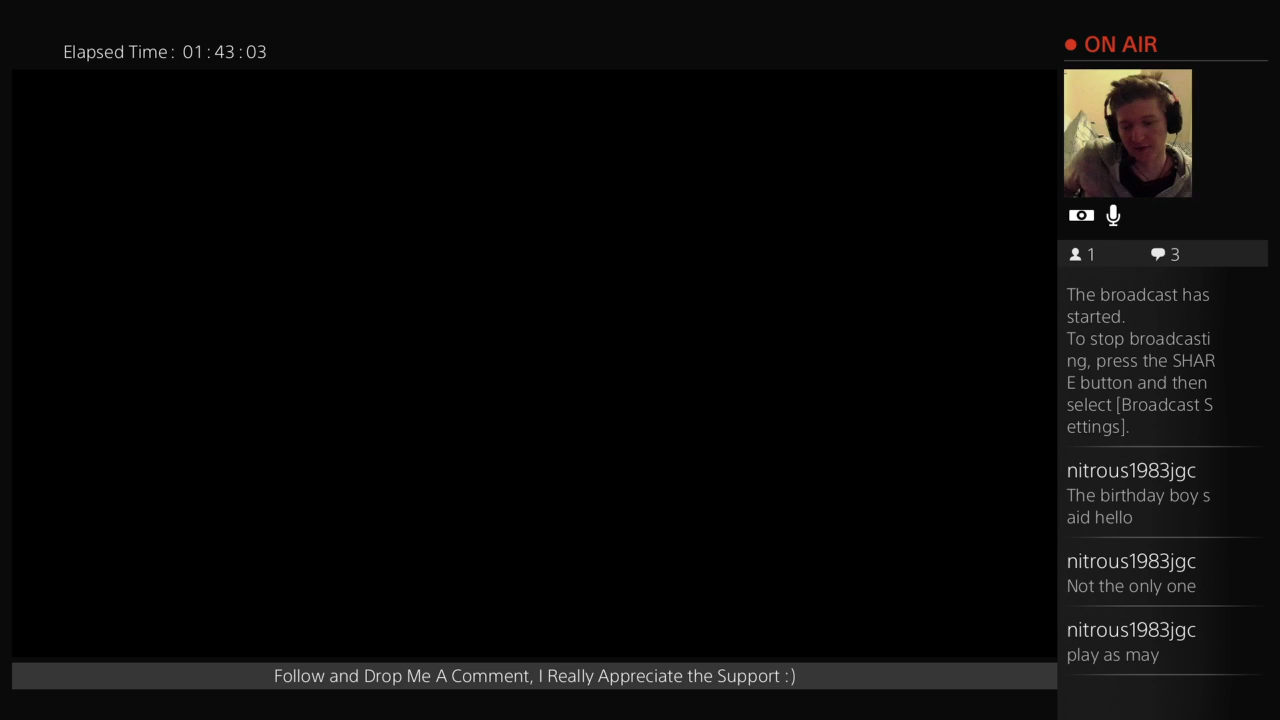 Elapsed Time: 01:43:03
ON AIR
1 3
The broadcast has
started.
To stop broadcasti
ng, press the SHAR
E button and then
select [Broadcast S
ettings].
nitrous1983jgc
The birthday boy s
aid hello
nitrous1983jgc
Not the only one
nitrous1983jgc
play as may
Follow and Drop Me A Comment, I Really Appreciate the Support :)